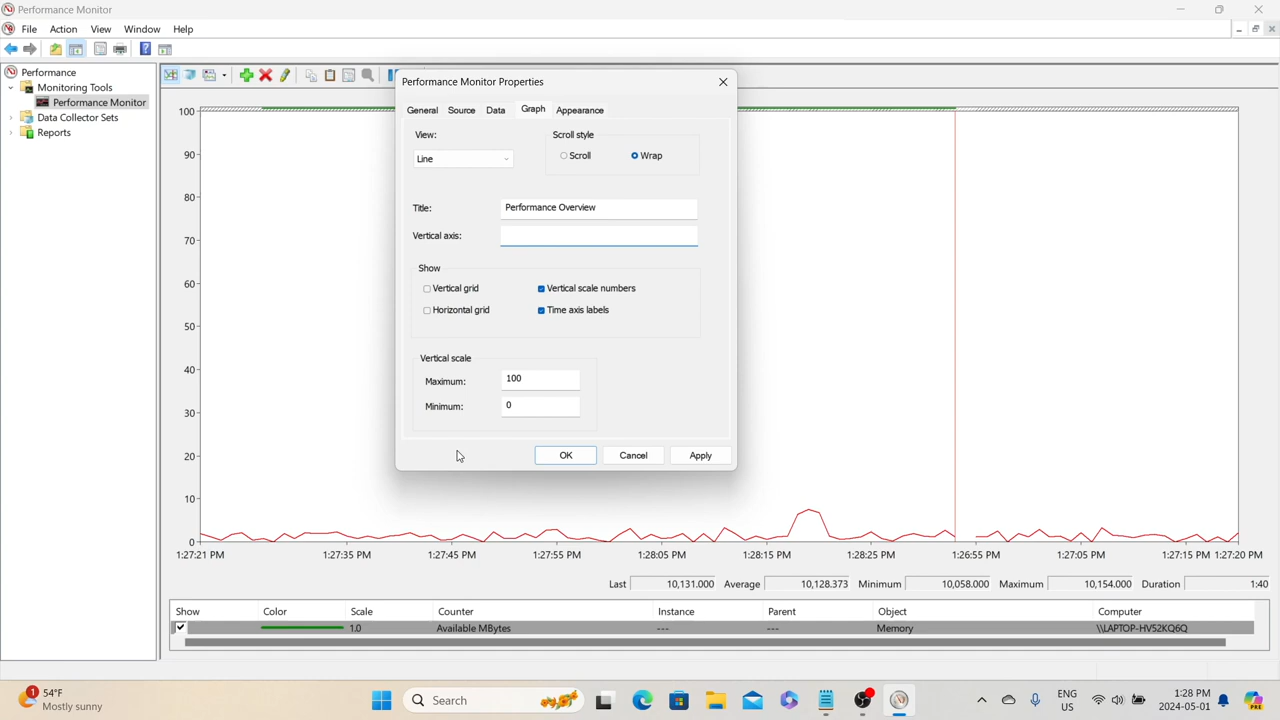 Performance Monitor
File Action View Window Help
Performance
Monitoring Tools
Performance Monitor
Data Collector Sets
Reports
Performance Monitor Properties
General Source Data Graph Appearance
View:
Line
Scroll style
Scroll Wrap
Title: Performance Overview
Vertical axis:
Show
Vertical grid Vertical scale numbers
Horizontal grid Time axis labels
Vertical scale
Maximum: 100
Minimum: 0
OK Cancel Apply
100
90
80
70
60
50
40
30
20
10
0
1:27:21 PM 1:27:35 PM 1:27:45 PM 1:27:55 PM 1:28:05 PM 1:28:15 PM 1:28:25 PM 1:26:55 PM 1:27:05 PM 1:27:15 PM 1:27:20 PM
Last 10,131.000 Average 10,128.373 Minimum 10,058.000 Maximum 10,154.000 Duration 1:40
Show Color Scale Counter Instance Parent Object Computer
1.0 Available MBytes --- --- Memory \\LAPTOP-HV52KQ6Q
1 54°F
Mostly sunny
Search
ENG
US
1:28 PM
2024-05-01
PRE